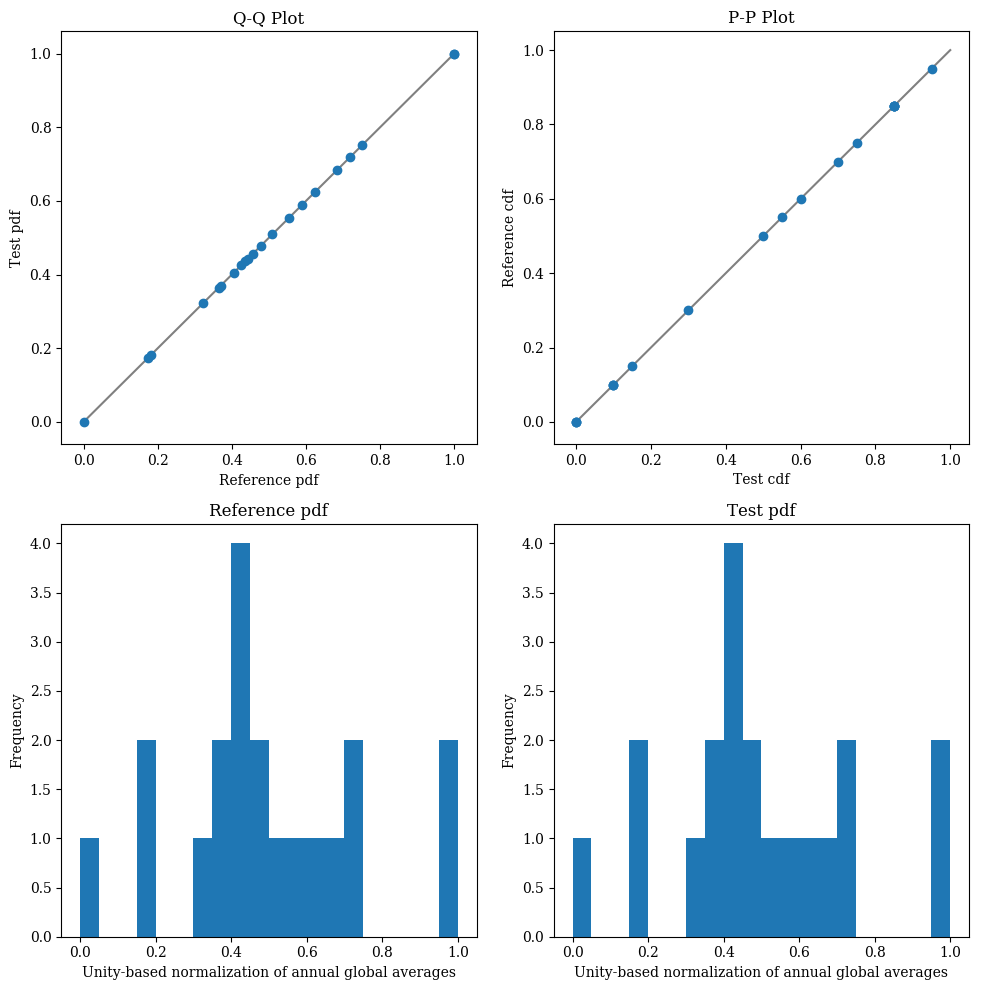 Q-Q Plot
1.0
0.8
0.6
0.4
0.2
0.0
Test pdf
0.0 0.2 0.4 0.6 0.8 1.0
Reference pdf
P-P Plot
1.0
0.8
0.6
0.4
0.2
0.0
Reference cdf
0.0 0.2 0.4 0.6 0.8 1.0
Test cdf
Reference pdf
4.0
3.5
3.0
2.5
2.0
1.5
1.0
0.5
0.0
Frequency
0.0 0.2 0.4 0.6 0.8 1.0
Unity-based normalization of annual global averages
Test pdf
4.0
3.5
3.0
2.5
2.0
1.5
1.0
0.5
0.0
Frequency
0.0 0.2 0.4 0.6 0.8 1.0
Unity-based normalization of annual global averages